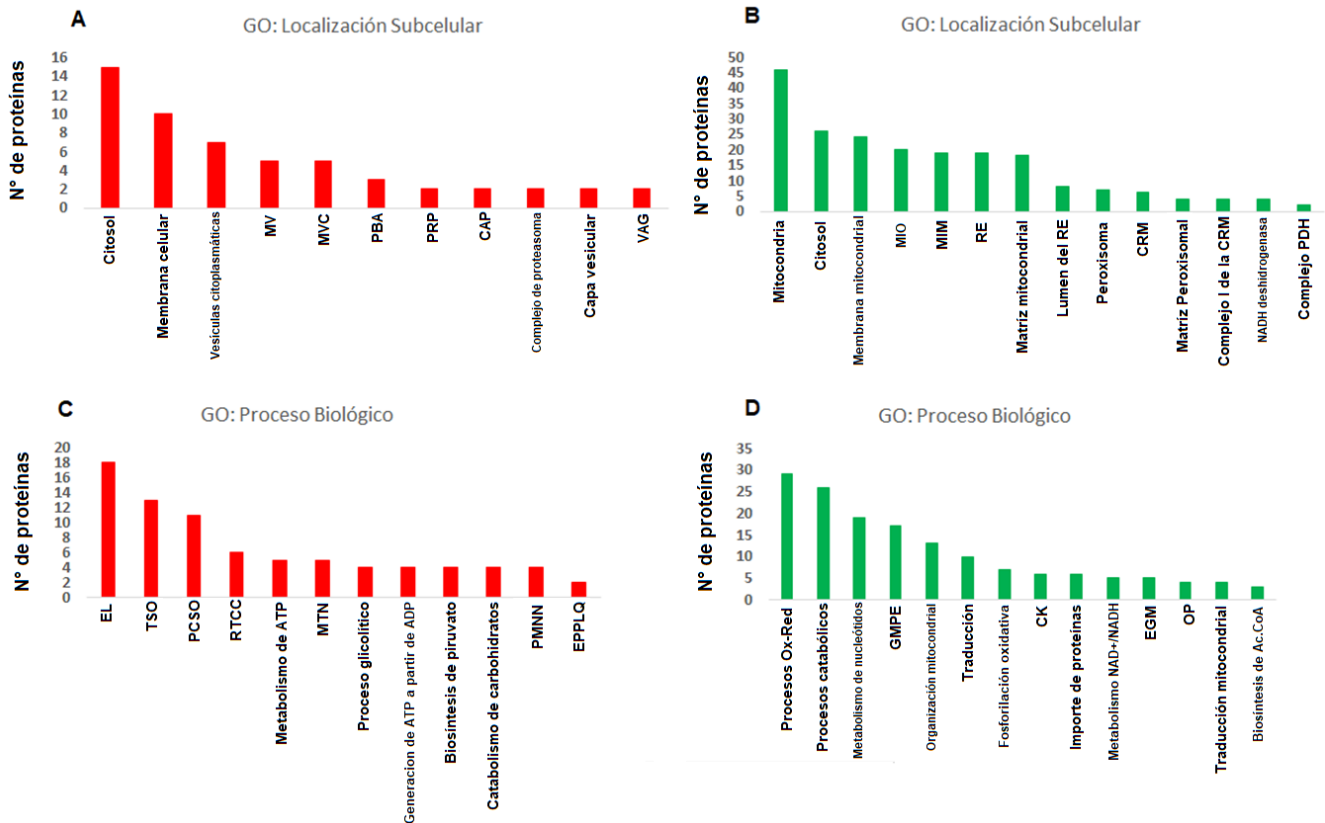 A
GO: Localización Subcelular
N° de proteínas
16
14
12
10
8
6
4
2
0
Citosol
Membrana celular
Vesiculas citoplasmáticas
MV
MVC
PBA
PRP
CAP
Complejo de proteasoma
Capa vesicular
VAG
B
GO: Localización Subcelular
N° de proteínas
50
45
40
35
30
25
20
15
10
5
0
Mitocondria
Citosol
Membrana mitocondrial
MIO
MIM
RE
Matriz mitocondrial
Lumen del RE
Peroxisoma
CRM
Matriz Peroxisomal
Complejo I de la CRM
NADH deshidrogenasa
Complejo PDH
C
GO: Proceso Biológico
N° de proteínas
20
18
16
14
12
10
8
6
4
2
0
EL
TSO
PCSO
RTCC
Metabolismo de ATP
MTN
Proceso glicolítico
Generacion de ATP a partir de ADP
Biosíntesis de piruvato
Catabolismo de carbohidratos
PMNN
EPPLQ
D
GO: Proceso Biológico
N° de proteínas
35
30
25
20
15
10
5
0
Procesos Ox-Red
Procesos catabólicos
Metabolismo de nucleótidos
GMPE
Organización mitocondrial
Traducción
Fosforilación oxidativa
CK
Importe de proteínas
Metabolismo NAD+/NADH
EGM
OP
Traducción mitocondrial
Biosíntesis de Ac.CoA